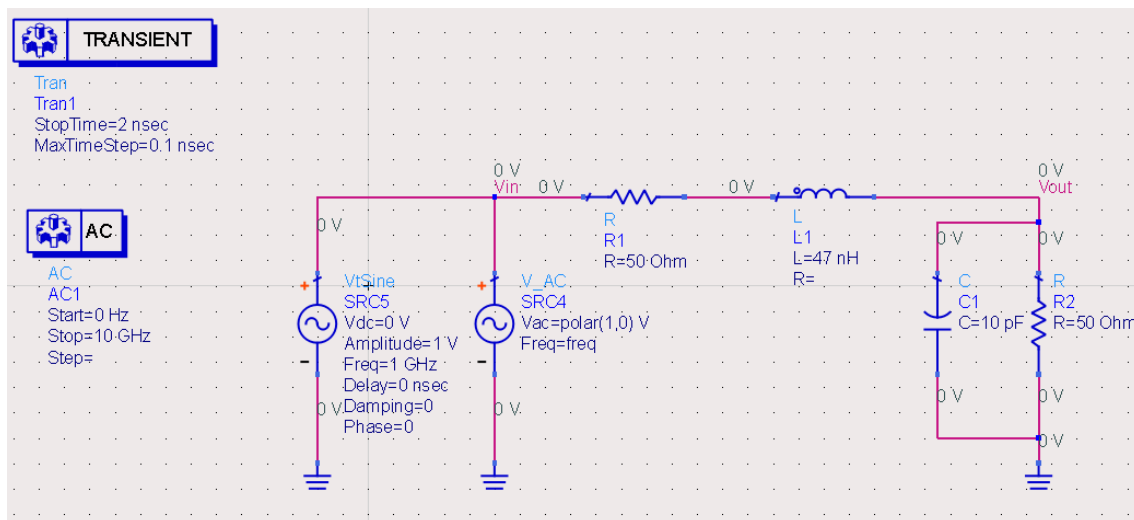 TRANSIENT
Tran
Tran1
StopTime=2 nsec
MaxTimeStep=0.1 nsec
AC
AC
AC1
Start=0 Hz
Stop=10 GHz
Step=
0 V
Vin
0 V
0 V
0 V
Vout
0 V
R
R1
R=50 Ohm
L
L1
L=47 nH
R=
0 V
0 V
VtSine
SRC5
Vdc=0 V
Amplitude=1 V
Freq=1 GHz
Delay=0 nsec
Damping=0
Phase=0
V_AC
SRC4
Vac=polar(1,0) V
Freq=freq
C
C1
C=10 pF
R
R2
R=50 Ohm
0 V
0 V
0 V
0 V
0 V